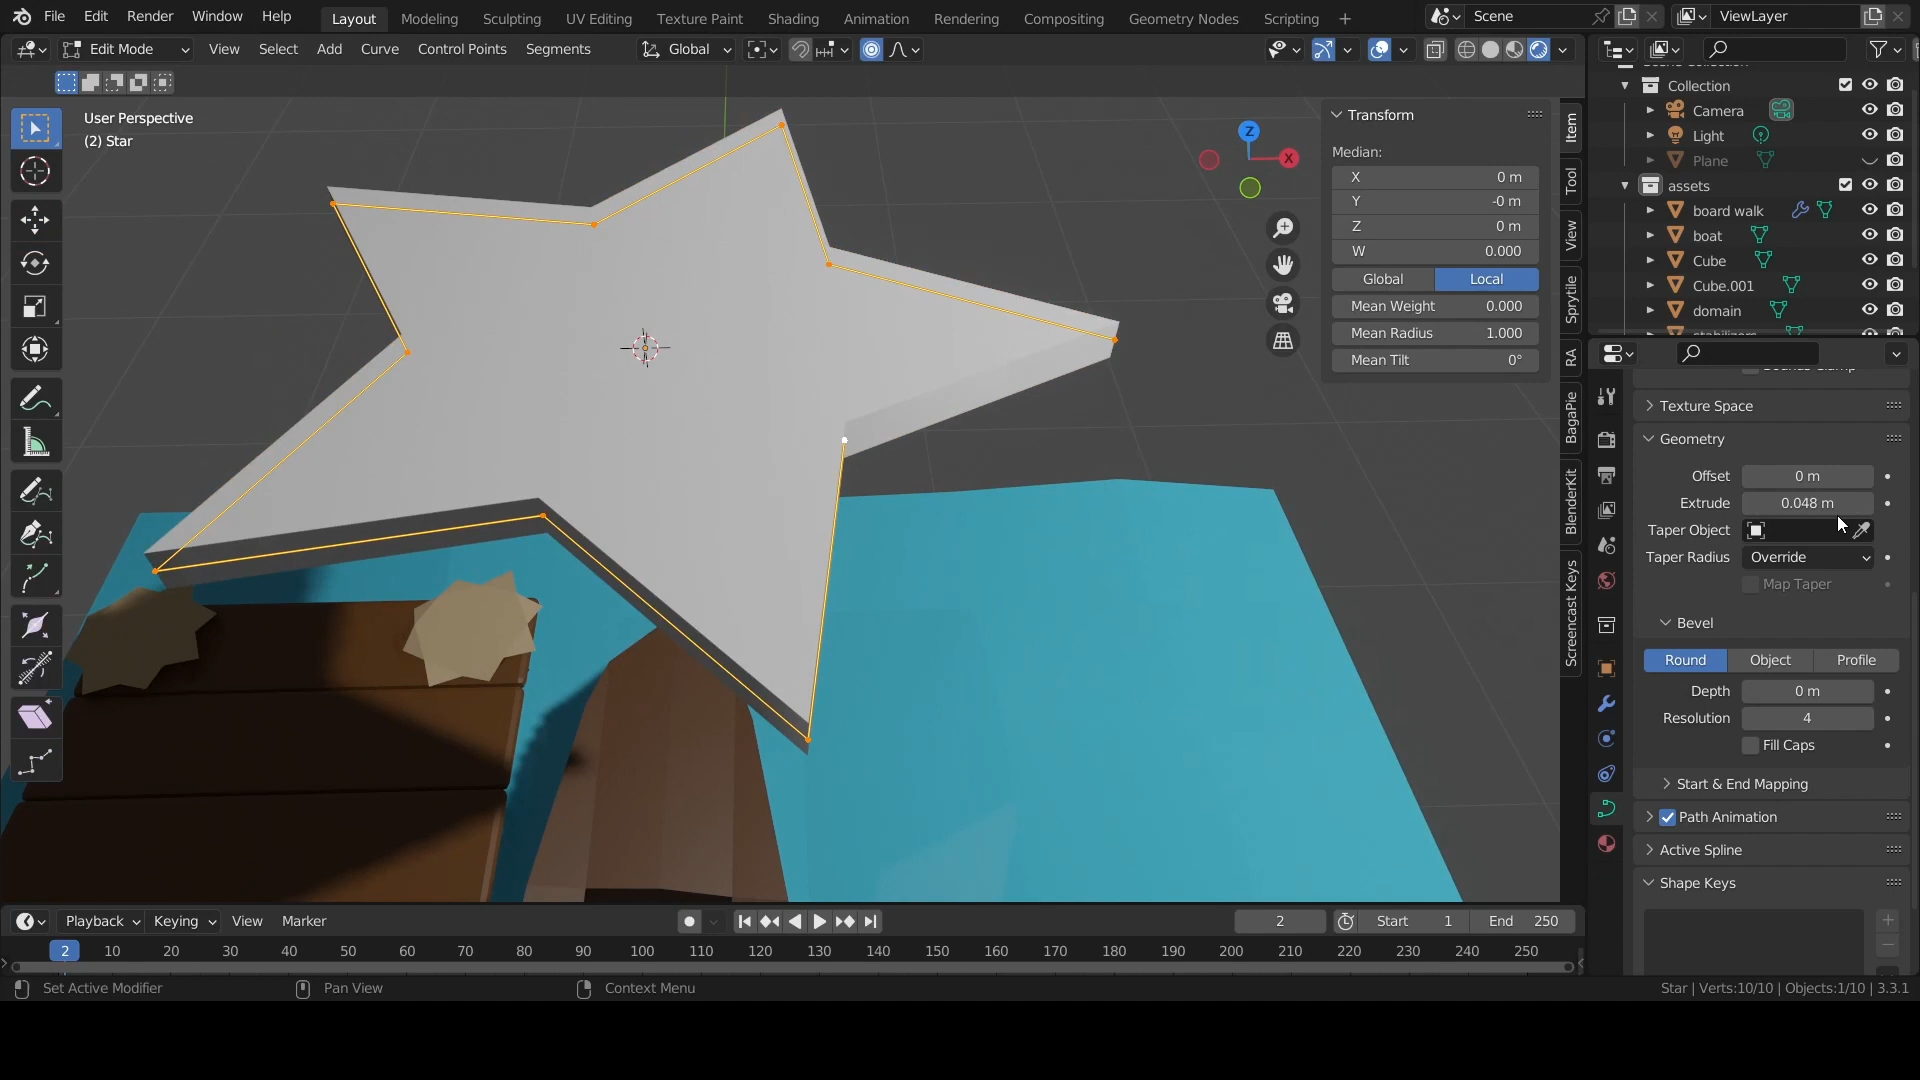 File Edit Render Window Help Layout Modeling Sculpting UV Editing Texture Paint Shading Animation Rendering Compositing Geometry Nodes Scripting + Scene ViewLayer
Edit Mode View Select Add Curve Control Points Segments Global
User Perspective
(2) Star
Z
X
Transform
Median:
X 0 m
Y -0 m
Z 0 m
W 0.000
Global Local
Mean Weight 0.000
Mean Radius 1.000
Mean Tilt 0°
Item
Tool
View
Sprytile
RA
BagaPie
BlenderKit
Screencast Keys
Collection
Camera
Light
Plane
assets
board walk
boat
Cube
Cube.001
domain
Texture Space
Geometry
Offset 0 m
Extrude 0.048 m
Taper Object
Taper Radius Override
Map Taper
Bevel
Round Object Profile
Depth 0 m
Resolution 4
Fill Caps
Start & End Mapping
Path Animation
Active Spline
Shape Keys
Playback Keying View Marker 2 Start 1 End 250
2 10 20 30 40 50 60 70 80 90 100 110 120 130 140 150 160 170 180 190 200 210 220 230 240 250
Set Active Modifier Pan View Context Menu Star | Verts:10/10 | Objects:1/10 | 3.3.1